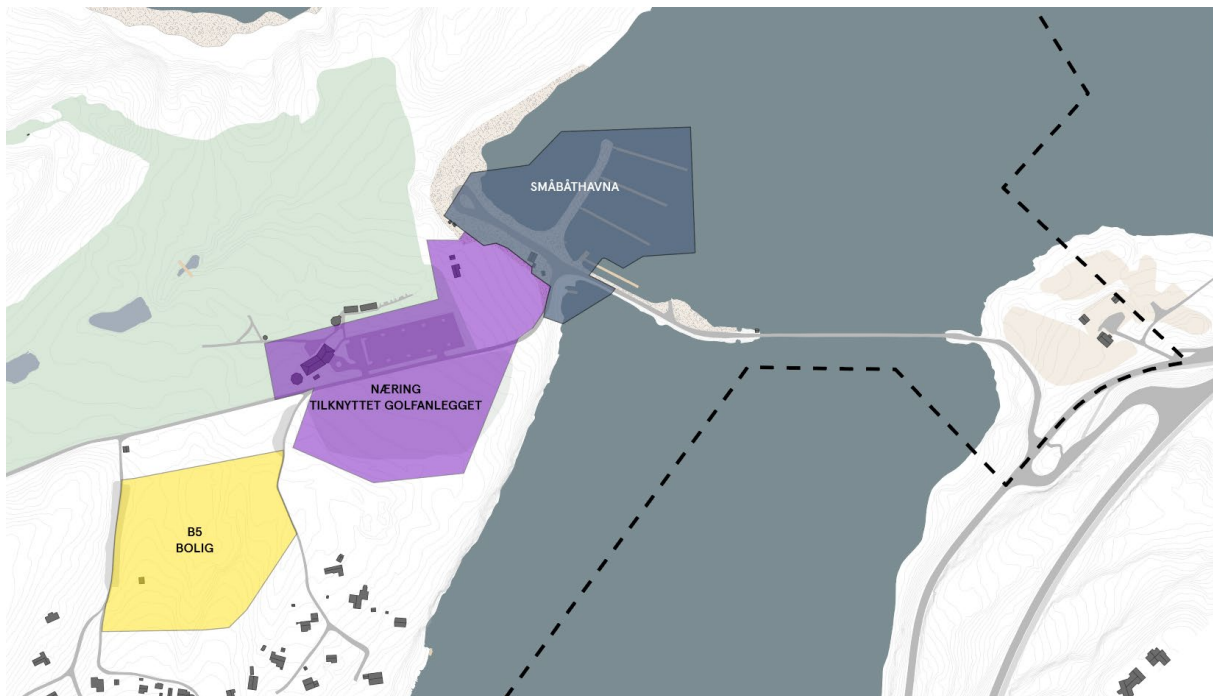 SMÅBÅTHAVNA
NÆRING
TILKNYTTET GOLFANLEGGET
B5
BOLIG